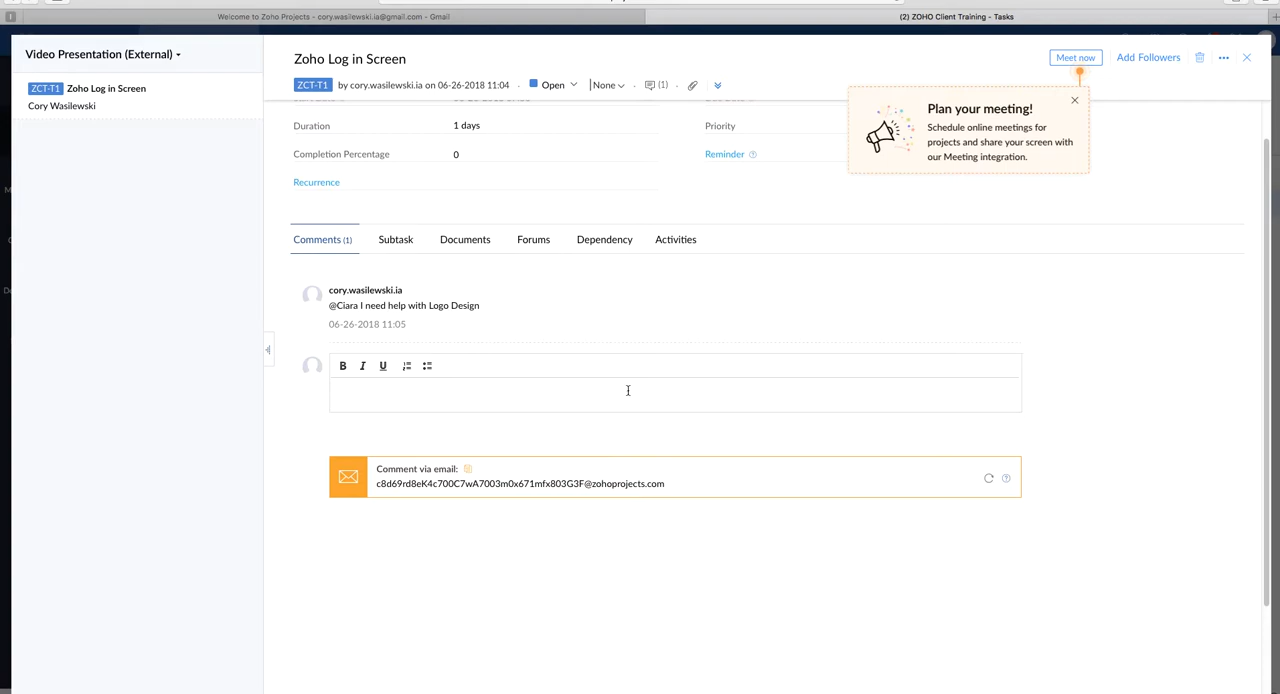 Welcome to Zoho Projects - cory.wasilewski.ia@gmail.com - Gmail
(2) ZOHO Client Training - Tasks
Video Presentation (External)
ZCT-T1 Zoho Log in Screen
Cory Wasilewski
Zoho Log in Screen
Meet now
Add Followers
ZCT-T1 by cory.wasilewski.ia on 06-26-2018 11:04 · Open None · (1) ·
Plan your meeting!
Schedule online meetings for
projects and share your screen with
our Meeting integration.
Duration
1 days
Priority
Completion Percentage
0
Reminder
Recurrence
Comments (1)
Subtask
Documents
Forums
Dependency
Activities
cory.wasilewski.ia
@Ciara I need help with Logo Design
06-26-2018 11:05
B I U
Comment via email:
c8d69rd8eK4c700C7wA7003m0x671mfx803G3F@zohoprojects.com